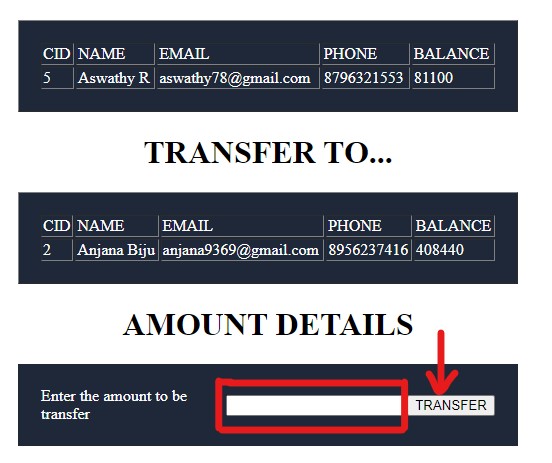 CID NAME EMAIL PHONE BALANCE
5 Aswathy R aswathy78@gmail.com 8796321553 81100
TRANSFER TO...
CID NAME EMAIL PHONE BALANCE
2 Anjana Biju anjana9369@gmail.com 8956237416 408440
AMOUNT DETAILS
Enter the amount to be
transfer
TRANSFER